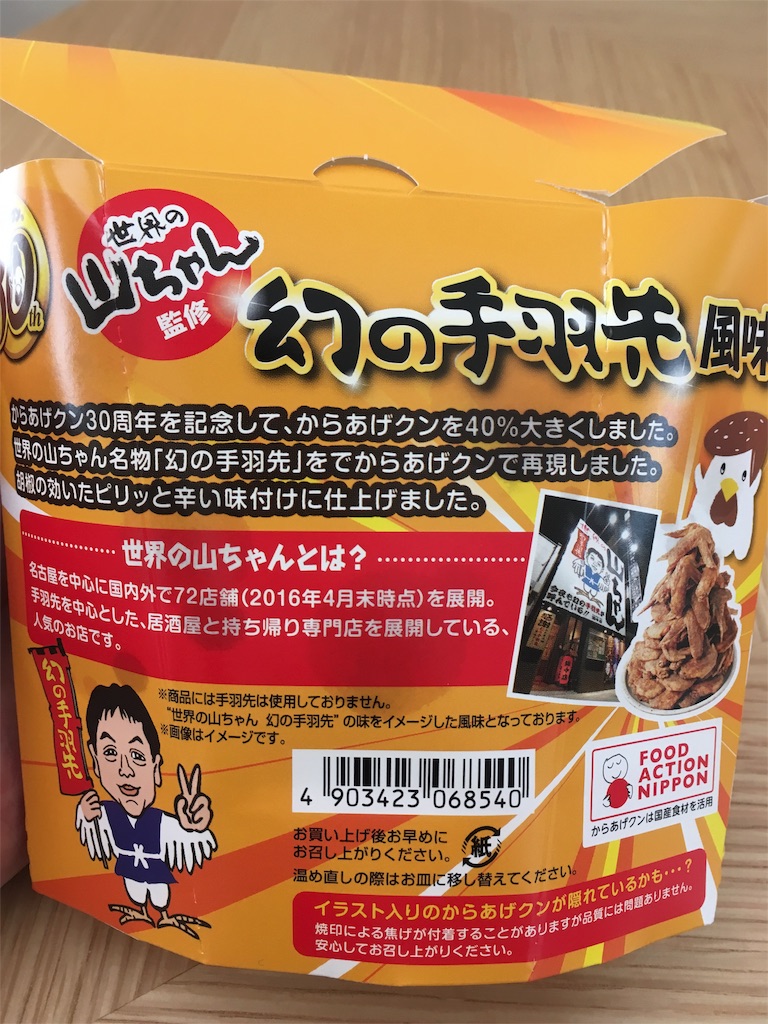 世界の
山ちゃん
監修
幻の手羽先風味
th
からあげクン30周年を記念して、からあげクンを40%大きくしました。
世界の山ちゃん名物「幻の手羽先」をでからあげクンで再現しました。
胡椒の効いたピリッと辛い味付けに仕上げました。
世界の山ちゃんとは?
名古屋を中心に国内外で72店舗(2016年4月末時点)を展開。
手羽先を中心とした、居酒屋と持ち帰り専門店を展開している、
人気のお店です。
山ちゃん
幻の手羽先
※商品には手羽先は使用しておりません。
“世界の山ちゃん 幻の手羽先”の味をイメージした風味となっております。
※画像はイメージです。
4 903423 068540
FOOD
ACTION
NIPPON
からあげクンは国産食材を活用
お買い上げ後お早めに
お召し上がりください。
紙
温め直しの際はお皿に移し替えてください。
イラスト入りのからあげクンが隠れているかも…?
焼印による焦げが付着することがありますが品質には問題ありません。
安心してお召し上がりください。